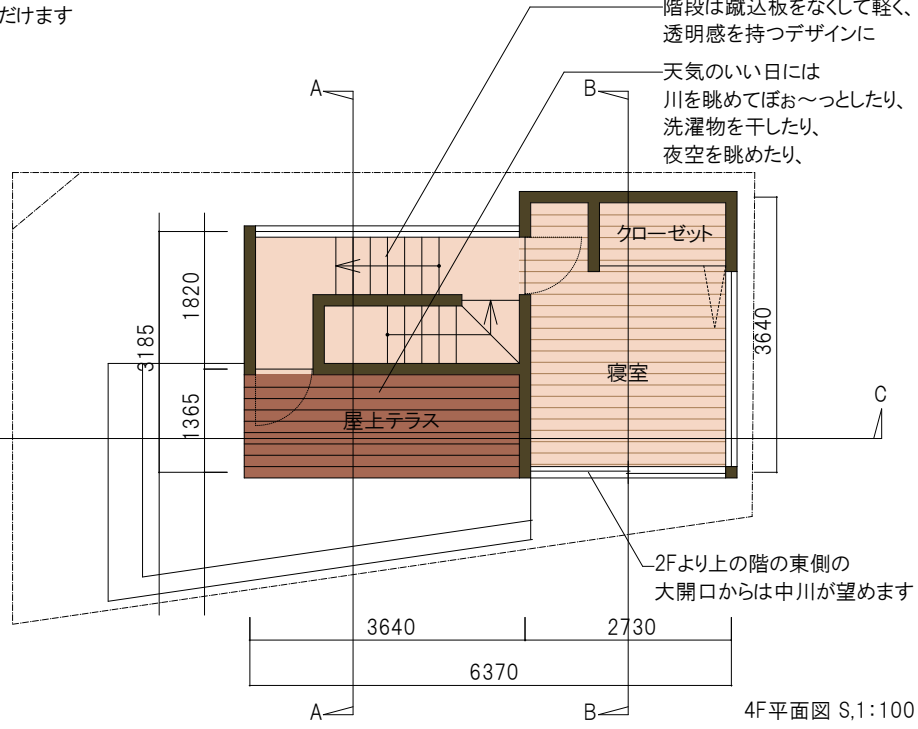 だけます
階段は蹴込板をなくして軽く、
透明感を持つデザインに
天気のいい日には
川を眺めてぼぉ～っとしたり、
洗濯物を干したり、
夜空を眺めたり、
A
B
クローゼット
1820
3185
3640
寝室
1365
屋上テラス
C
2Fより上の階の東側の
大開口からは中川が望めます
3640
2730
6370
A
B
4F平面図 S,1:100